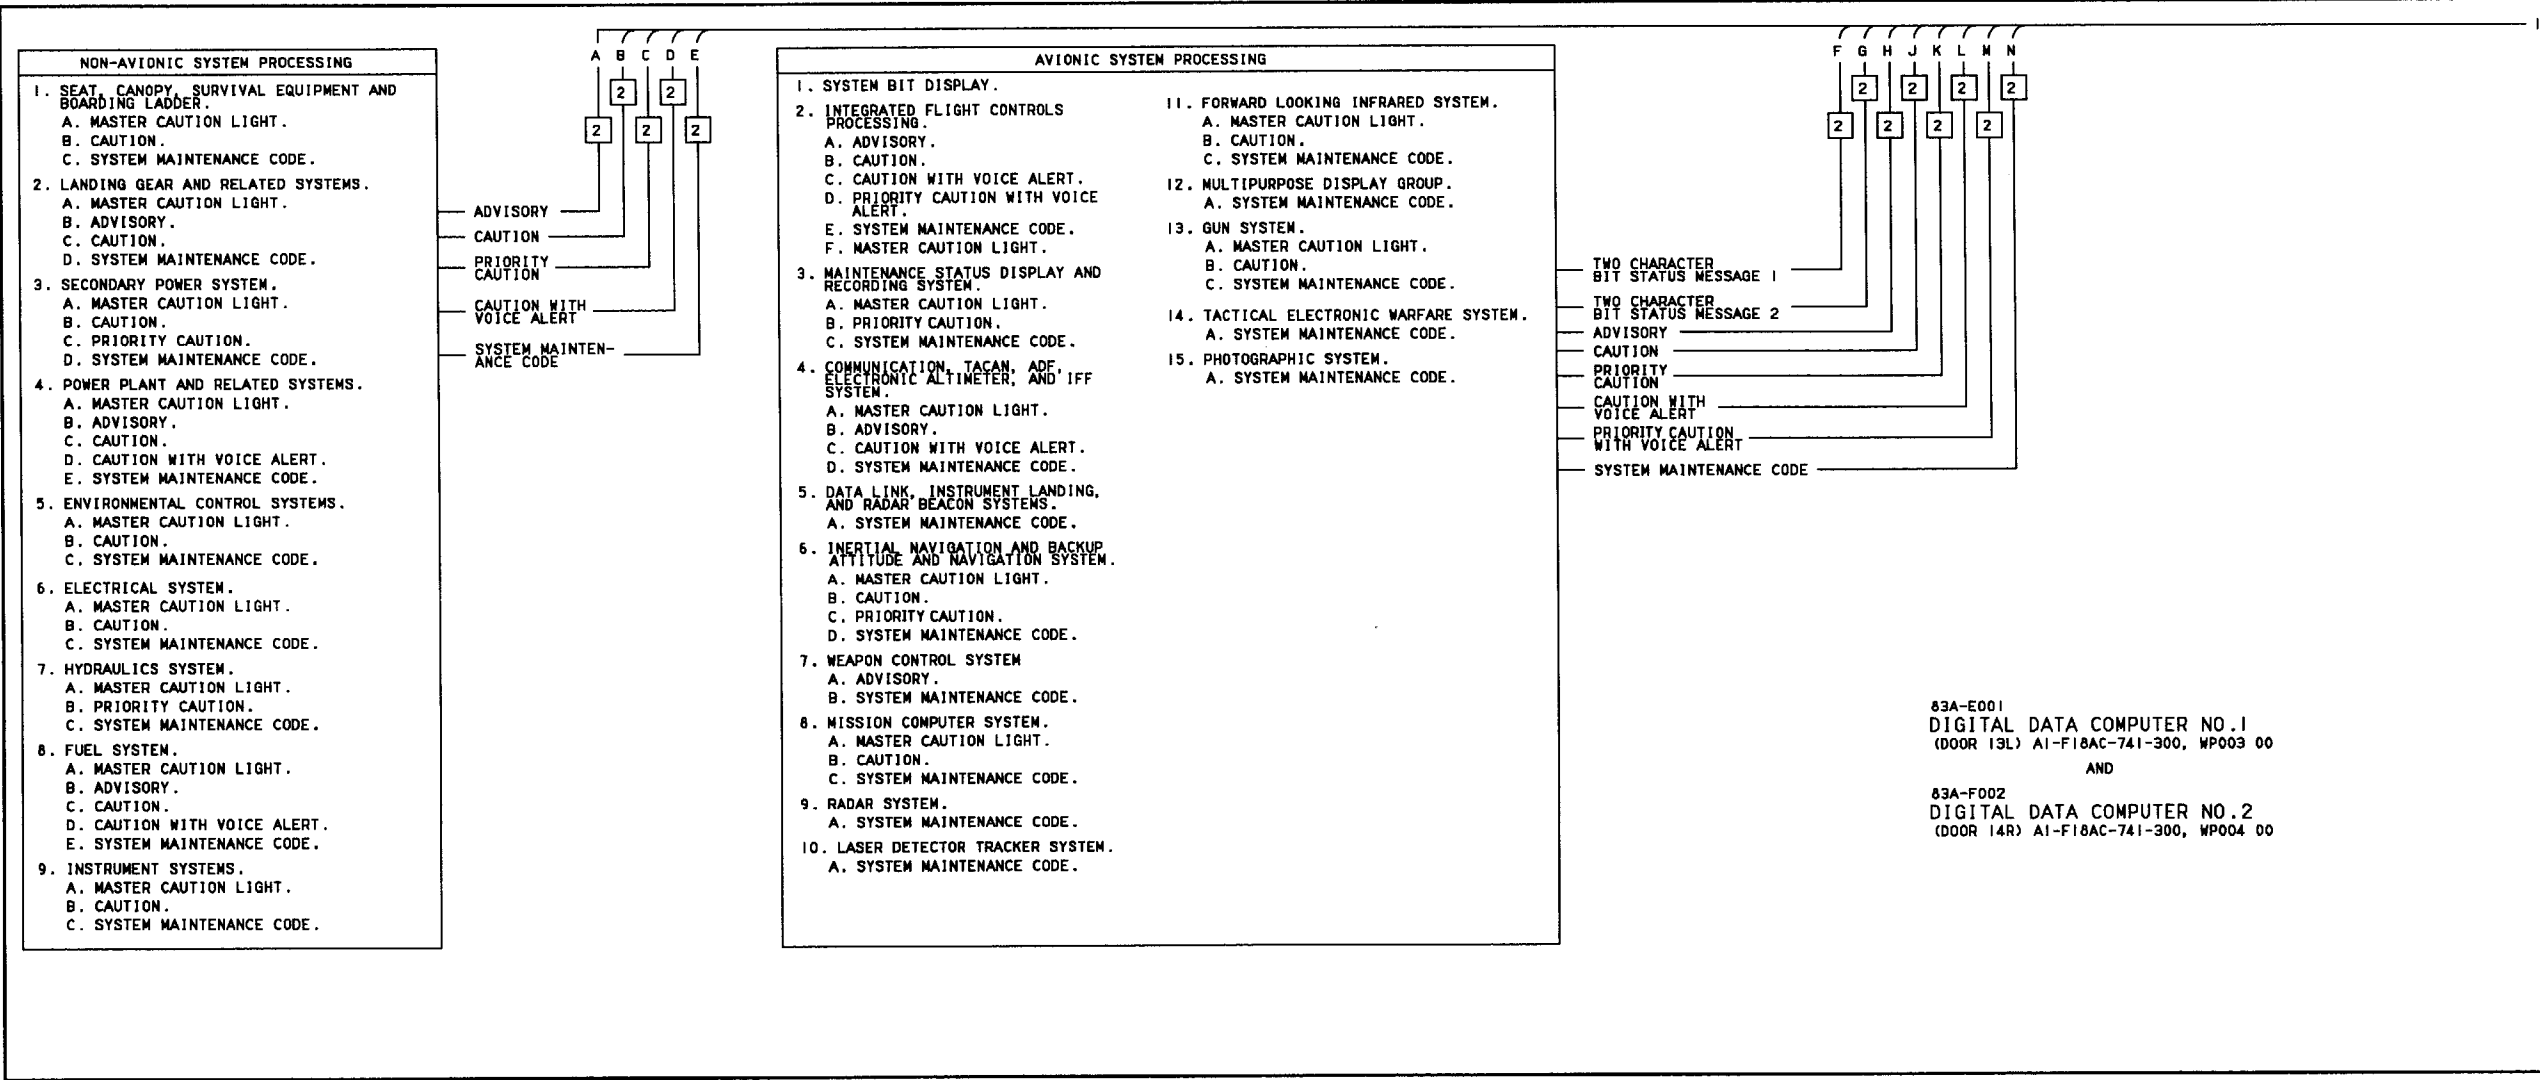 NON-AVIONIC SYSTEM PROCESSING
1. SEAT, CANOPY, SURVIVAL EQUIPMENT AND
BOARDING LADDER.
A. MASTER CAUTION LIGHT.
B. CAUTION.
C. SYSTEM MAINTENANCE CODE.
2. LANDING GEAR AND RELATED SYSTEMS.
A. MASTER CAUTION LIGHT.
B. ADVISORY.
C. CAUTION.
D. SYSTEM MAINTENANCE CODE.
3. SECONDARY POWER SYSTEM.
A. MASTER CAUTION LIGHT.
B. CAUTION.
C. PRIORITY CAUTION.
D. SYSTEM MAINTENANCE CODE.
4. POWER PLANT AND RELATED SYSTEMS.
A. MASTER CAUTION LIGHT.
B. ADVISORY.
C. CAUTION.
D. CAUTION WITH VOICE ALERT.
E. SYSTEM MAINTENANCE CODE.
5. ENVIRONMENTAL CONTROL SYSTEMS.
A. MASTER CAUTION LIGHT.
B. CAUTION.
C. SYSTEM MAINTENANCE CODE.
6. ELECTRICAL SYSTEM.
A. MASTER CAUTION LIGHT.
B. CAUTION.
C. SYSTEM MAINTENANCE CODE.
7. HYDRAULICS SYSTEM.
A. MASTER CAUTION LIGHT.
B. PRIORITY CAUTION.
C. SYSTEM MAINTENANCE CODE.
8. FUEL SYSTEM.
A. MASTER CAUTION LIGHT.
B. ADVISORY.
C. CAUTION.
D. CAUTION WITH VOICE ALERT.
E. SYSTEM MAINTENANCE CODE.
9. INSTRUMENT SYSTEMS.
A. MASTER CAUTION LIGHT.
B. CAUTION.
C. SYSTEM MAINTENANCE CODE.
A B C D E
2 2
2 2 2
ADVISORY
CAUTION
PRIORITY
CAUTION
CAUTION WITH
VOICE ALERT
SYSTEM MAINTEN-
ANCE CODE
AVIONIC SYSTEM PROCESSING
1. SYSTEM BIT DISPLAY.
2. INTEGRATED FLIGHT CONTROLS
PROCESSING.
A. ADVISORY.
B. CAUTION.
C. CAUTION WITH VOICE ALERT.
D. PRIORITY CAUTION WITH VOICE
ALERT.
E. SYSTEM MAINTENANCE CODE.
F. MASTER CAUTION LIGHT.
3. MAINTENANCE STATUS DISPLAY AND
RECORDING SYSTEM.
A. MASTER CAUTION LIGHT.
B. PRIORITY CAUTION.
C. SYSTEM MAINTENANCE CODE.
4. COMMUNICATION, TACAN, ADF,
ELECTRONIC ALTIMETER, AND IFF
SYSTEM.
A. MASTER CAUTION LIGHT.
B. ADVISORY.
C. CAUTION WITH VOICE ALERT.
D. SYSTEM MAINTENANCE CODE.
5. DATA LINK, INSTRUMENT LANDING,
AND RADAR BEACON SYSTEMS.
A. SYSTEM MAINTENANCE CODE.
6. INERTIAL NAVIGATION AND BACKUP
ATTITUDE AND NAVIGATION SYSTEM.
A. MASTER CAUTION LIGHT.
B. CAUTION.
C. PRIORITY CAUTION.
D. SYSTEM MAINTENANCE CODE.
7. WEAPON CONTROL SYSTEM
A. ADVISORY.
B. SYSTEM MAINTENANCE CODE.
8. MISSION COMPUTER SYSTEM.
A. MASTER CAUTION LIGHT.
B. CAUTION.
C. SYSTEM MAINTENANCE CODE.
9. RADAR SYSTEM.
A. SYSTEM MAINTENANCE CODE.
10. LASER DETECTOR TRACKER SYSTEM.
A. SYSTEM MAINTENANCE CODE.
11. FORWARD LOOKING INFRARED SYSTEM.
A. MASTER CAUTION LIGHT.
B. CAUTION.
C. SYSTEM MAINTENANCE CODE.
12. MULTIPURPOSE DISPLAY GROUP.
A. SYSTEM MAINTENANCE CODE.
13. GUN SYSTEM.
A. MASTER CAUTION LIGHT.
B. CAUTION.
C. SYSTEM MAINTENANCE CODE.
14. TACTICAL ELECTRONIC WARFARE SYSTEM.
A. SYSTEM MAINTENANCE CODE.
15. PHOTOGRAPHIC SYSTEM.
A. SYSTEM MAINTENANCE CODE.
1
F G H J K L M N
2 2 2 2
2 2 2 2
TWO CHARACTER
BIT STATUS MESSAGE 1
TWO CHARACTER
BIT STATUS MESSAGE 2
ADVISORY
CAUTION
PRIORITY
CAUTION
CAUTION WITH
VOICE ALERT
PRIORITY CAUTION
WITH VOICE ALERT
SYSTEM MAINTENANCE CODE
83A-E001
DIGITAL DATA COMPUTER NO.1
(DOOR 13L) A1-F18AC-741-300, WP003 00
AND
83A-F002
DIGITAL DATA COMPUTER NO.2
(DOOR 14R) A1-F18AC-741-300, WP004 00